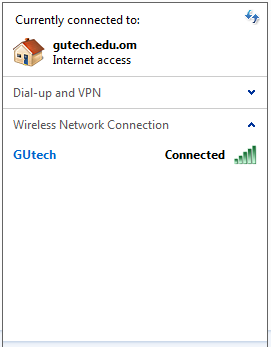 Currently connected to:
gutech.edu.om
Internet access
Dial-up and VPN
Wireless Network Connection
GUtech Connected